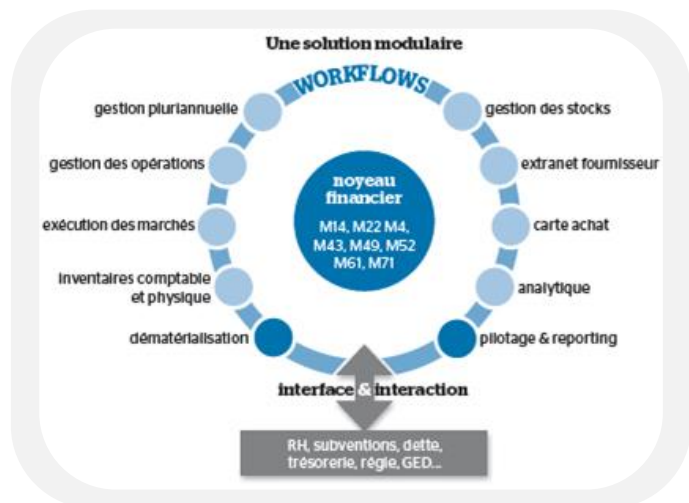 Une solution modulaire
WORKFLOWS
gestion pluriannuelle
gestion des opérations
exécution des marchés
inventaires comptable
et physique
dématérialisation
noyeau
financier
M14, M22 M4,
M43, M49, M52
M61, M71
gestion des stocks
extranet fournisseur
carte achat
analytique
pilotage & reporting
interface & interaction
RH, subventions, dette,
trésorerie, régie, GED...